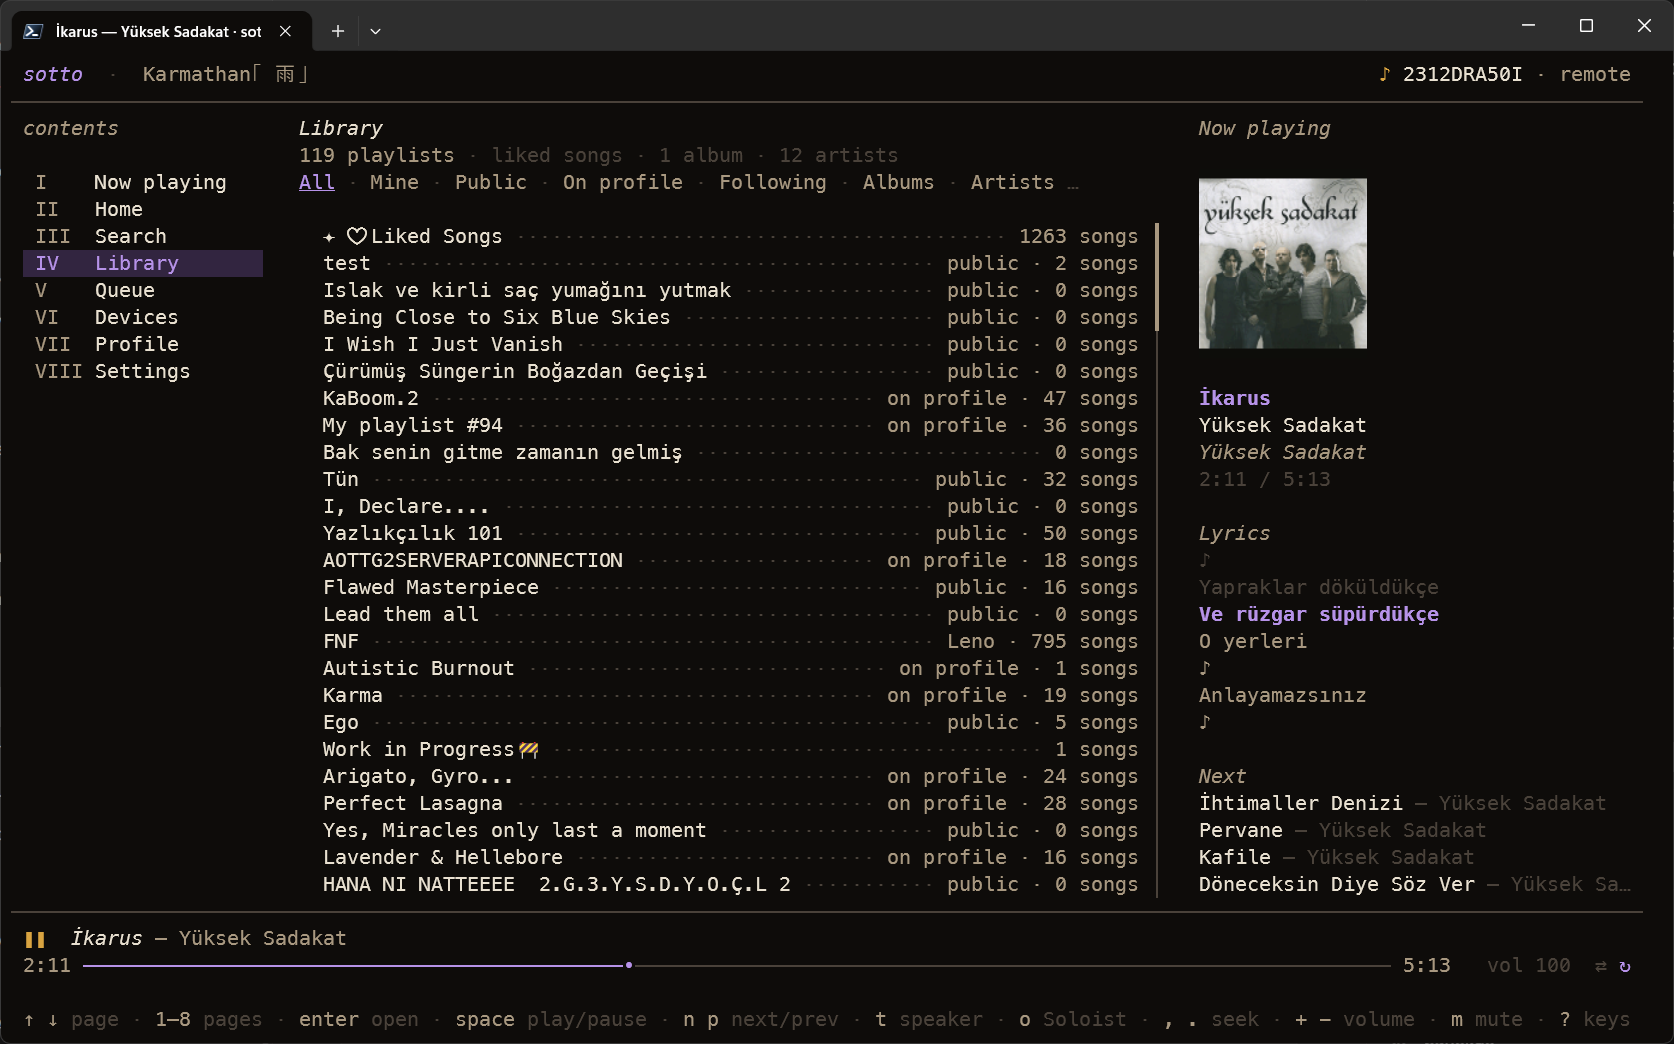 İkarus — Yüksek Sadakat · sot
sotto · Karmathan「 雨」
♪ 2312DRA50I · remote
contents
I Now playing
II Home
III Search
IV Library
V Queue
VI Devices
VII Profile
VIII Settings
Library
119 playlists · liked songs · 1 album · 12 artists
All · Mine · Public · On profile · Following · Albums · Artists …
✦ ♡Liked Songs 1263 songs
test public · 2 songs
Islak ve kirli saç yumağını yutmak public · 0 songs
Being Close to Six Blue Skies public · 0 songs
I Wish I Just Vanish public · 0 songs
Çürümüş Süngerin Boğazdan Geçişi public · 0 songs
KaBoom.2 on profile · 47 songs
My playlist #94 on profile · 36 songs
Bak senin gitme zamanın gelmiş 0 songs
Tün public · 32 songs
I, Declare.... public · 0 songs
Yazlıkçılık 101 public · 50 songs
AOTTG2SERVERAPICONNECTION on profile · 18 songs
Flawed Masterpiece public · 16 songs
Lead them all public · 0 songs
FNF Leno · 795 songs
Autistic Burnout on profile · 1 songs
Karma on profile · 19 songs
Ego public · 5 songs
Work in Progress🚧 1 songs
Arigato, Gyro... on profile · 24 songs
Perfect Lasagna on profile · 28 songs
Yes, Miracles only last a moment public · 0 songs
Lavender & Hellebore on profile · 16 songs
HANA NI NATTEEEE 2.G.3.Y.S.D.Y.O.Ç.L 2 public · 0 songs
Now playing
yüksek sadakat
İkarus
Yüksek Sadakat
Yüksek Sadakat
2:11 / 5:13
Lyrics
♪
Yapraklar döküldükçe
Ve rüzgar süpürdükçe
O yerleri
♪
Anlayamazsınız
♪
Next
İhtimaller Denizi — Yüksek Sadakat
Pervane — Yüksek Sadakat
Kafile — Yüksek Sadakat
Döneceksin Diye Söz Ver — Yüksek Sa…
İkarus — Yüksek Sadakat
2:11 5:13 vol 100 ⇄ ↻
↑ ↓ page · 1–8 pages · enter open · space play/pause · n p next/prev · t speaker · o Soloist · , . seek · + − volume · m mute · ? keys